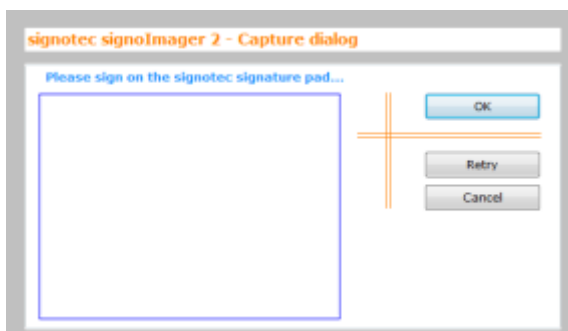 signotec signoImager 2 - Capture dialog
Please sign on the signotec signature pad...
OK
Retry
Cancel